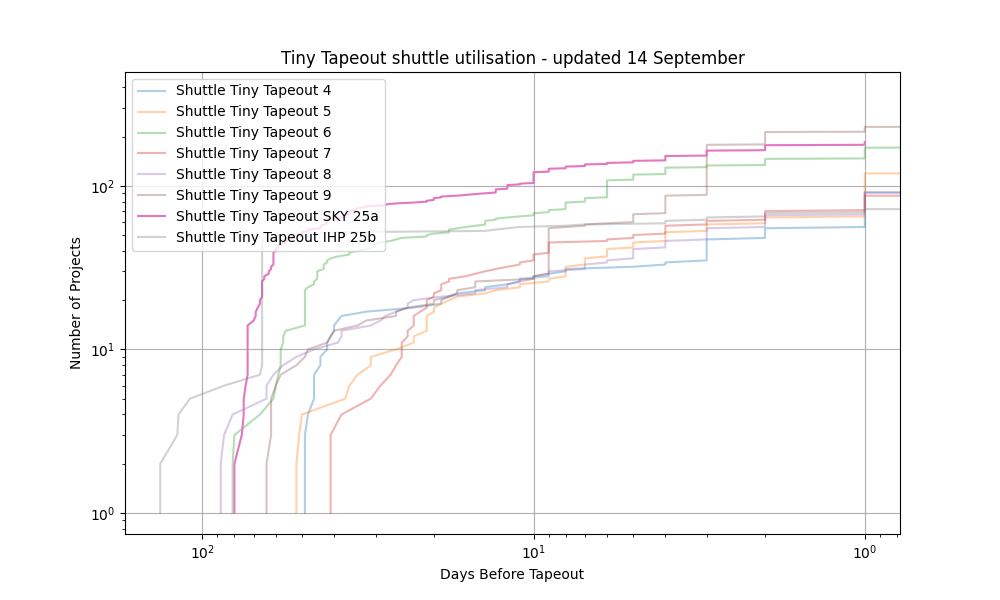 Tiny Tapeout shuttle utilisation - updated 14 September
Shuttle Tiny Tapeout 4
Shuttle Tiny Tapeout 5
Shuttle Tiny Tapeout 6
Shuttle Tiny Tapeout 7
Shuttle Tiny Tapeout 8
Shuttle Tiny Tapeout 9
Shuttle Tiny Tapeout SKY 25a
Shuttle Tiny Tapeout IHP 25b
Number of Projects
10²
10¹
10⁰
10² 10¹ 10⁰
Days Before Tapeout